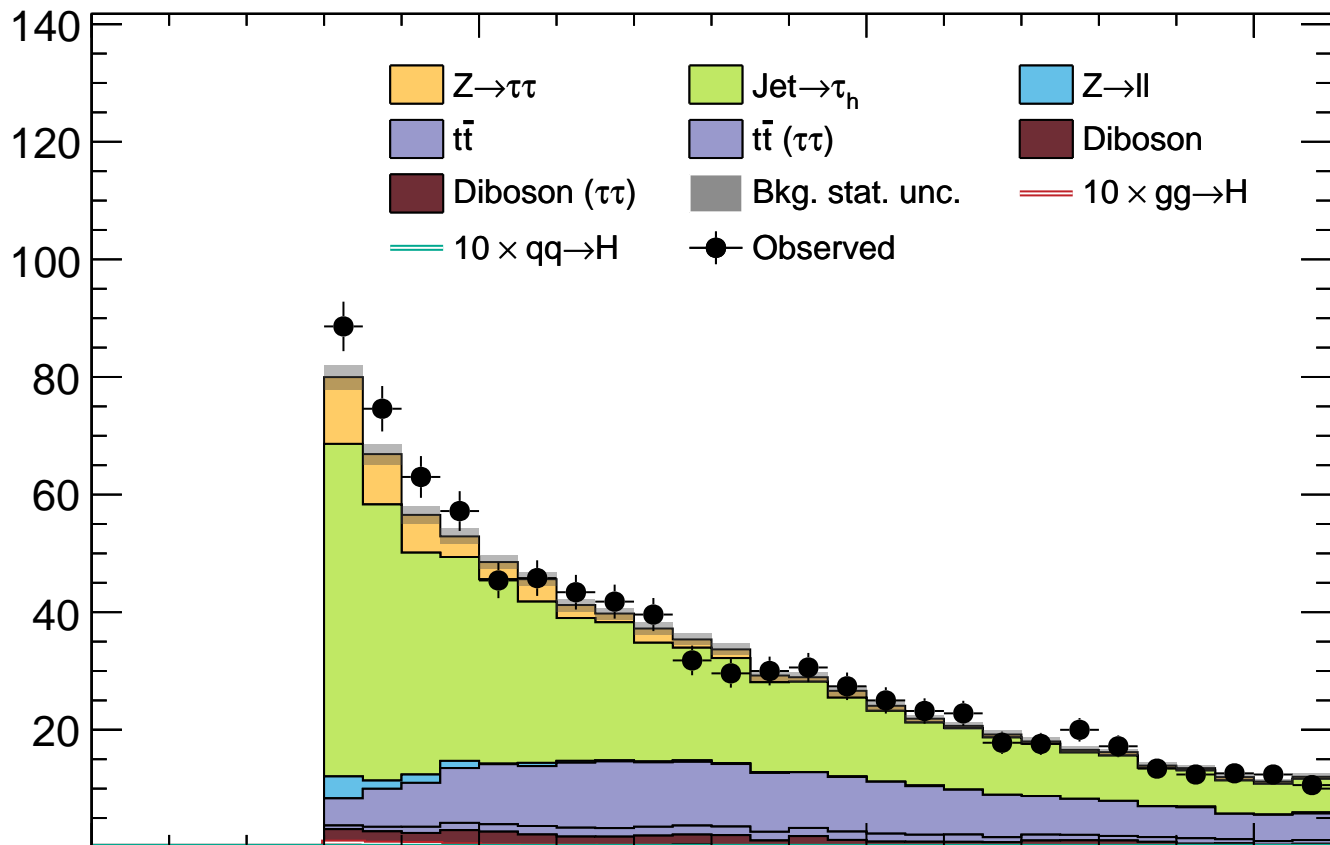 140
120
100
80
60
40
20
Z→ττ Jet→τₕ Z→ll
tt̄ tt̄ (ττ) Diboson
Diboson (ττ) Bkg. stat. unc. 10 × gg→H
10 × qq→H Observed